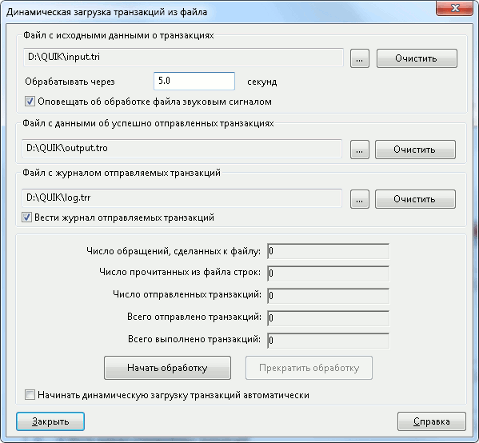 Динамическая загрузка транзакций из файла
Файл с исходными данными о транзакциях
D:\QUIK\input.tri ... Очистить
Обрабатывать через 5.0 секунд
Оповещать об обработке файла звуковым сигналом
Файл с данными об успешно отправленных транзакциях
D:\QUIK\output.tro ... Очистить
Файл с журналом отправляемых транзакций
D:\QUIK\log.trr ... Очистить
Вести журнал отправляемых транзакций
Число обращений, сделанных к файлу: 0
Число прочитанных из файла строк: 0
Число отправленных транзакций: 0
Всего отправлено транзакций: 0
Всего выполнено транзакций: 0
Начать обработку Прекратить обработку
Начинать динамическую загрузку транзакций автоматически
Закрыть Справка